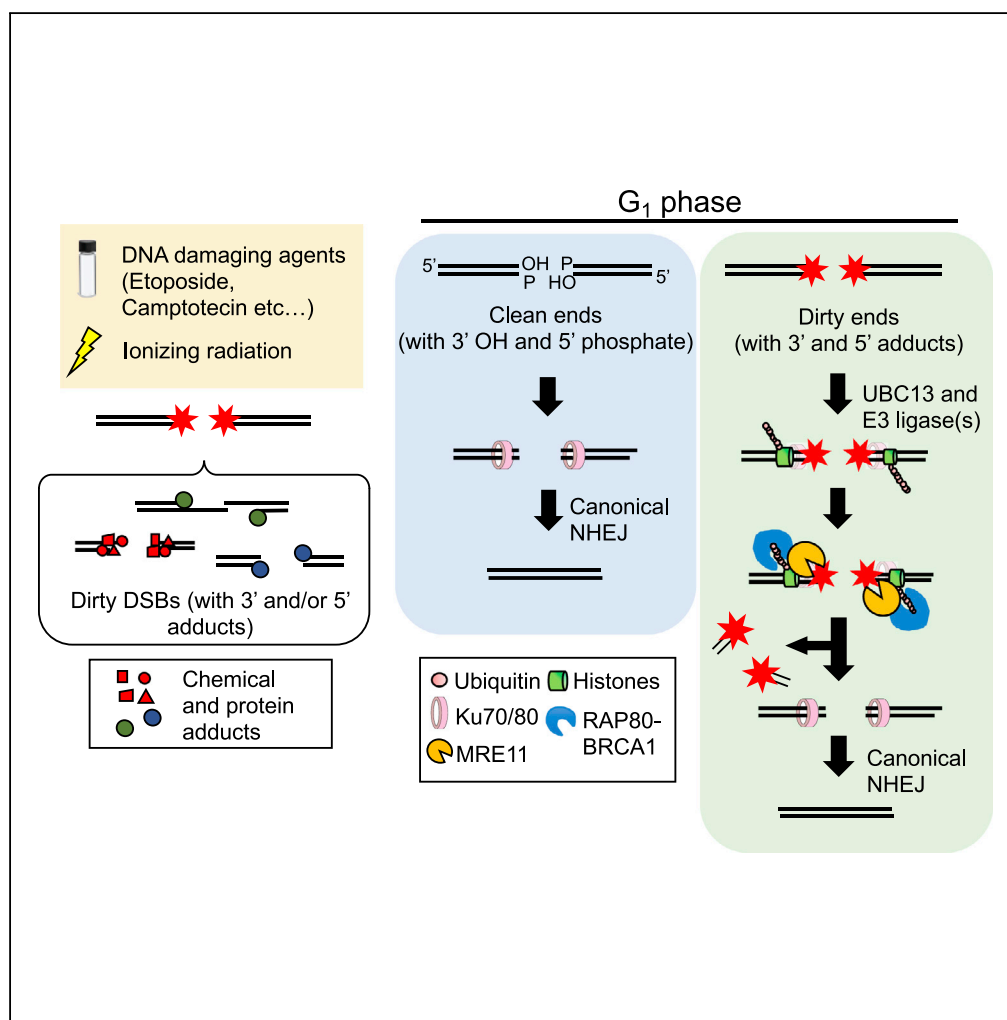 G1 phase
DNA damaging agents
(Etoposide,
Camptotecin etc...)
Ionizing radiation
Dirty DSBs (with 3' and/or 5'
adducts)
Chemical
and protein
adducts
5'
OH P
P HO
5'
Clean ends
(with 3' OH and 5' phosphate)
Canonical
NHEJ
Ubiquitin
Histones
Ku70/80
RAP80-
BRCA1
MRE11
Dirty ends
(with 3' and 5' adducts)
UBC13 and
E3 ligase(s)
Canonical
NHEJ